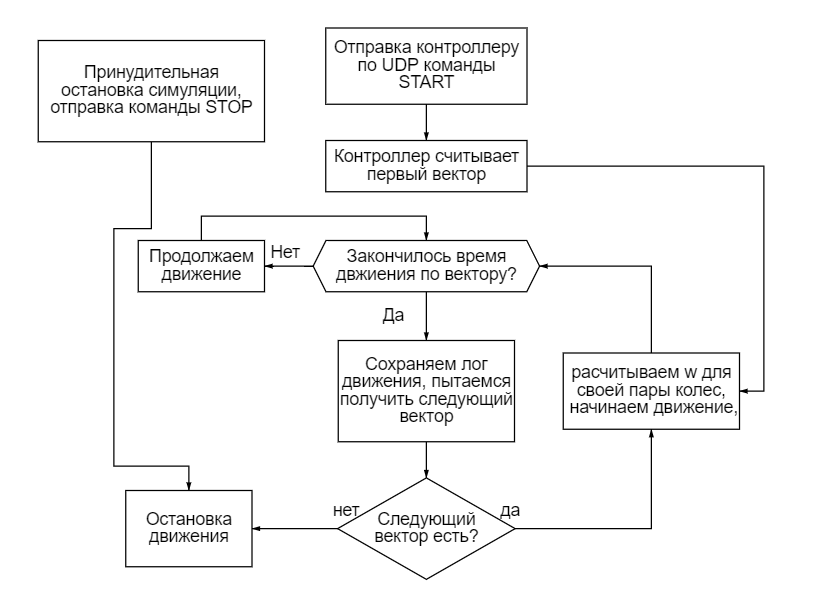 Отправка контроллеру
по UDP команды
START
Принудительная
остановка симуляции,
отправка команды STOP
Контроллер считывает
первый вектор
Продолжаем
движение
Нет
Закончилось время
двжиения по вектору?
Да
Сохраняем лог
движения, пытаемся
получить следующий
вектор
расчитываем w для
своей пары колес,
начинаем движение,
нет
да
Следующий
вектор есть?
Остановка
движения